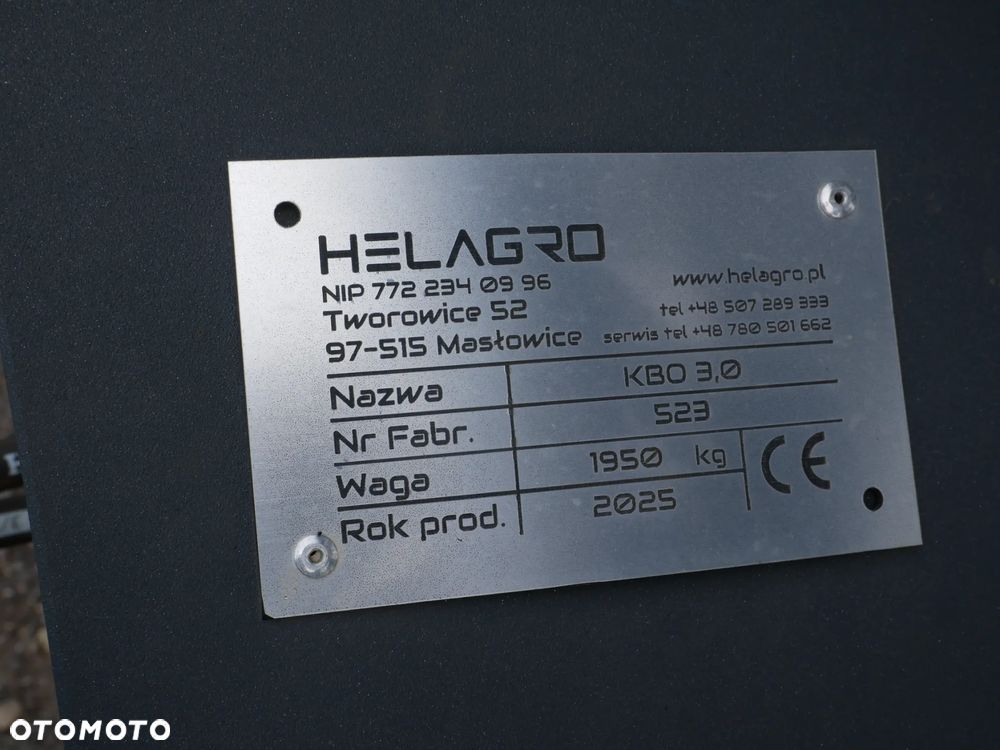 HELAGRO
NIP 772 234 09 96
Tworowice 52
97-515 Masłowice
www.helagro.pl
tel +48 507 289 333
serwis tel +48 780 501 662
Nazwa KBO 3,0
Nr Fabr. 523
Waga 1950 kg
Rok prod. 2025
CE
OTOMOTO